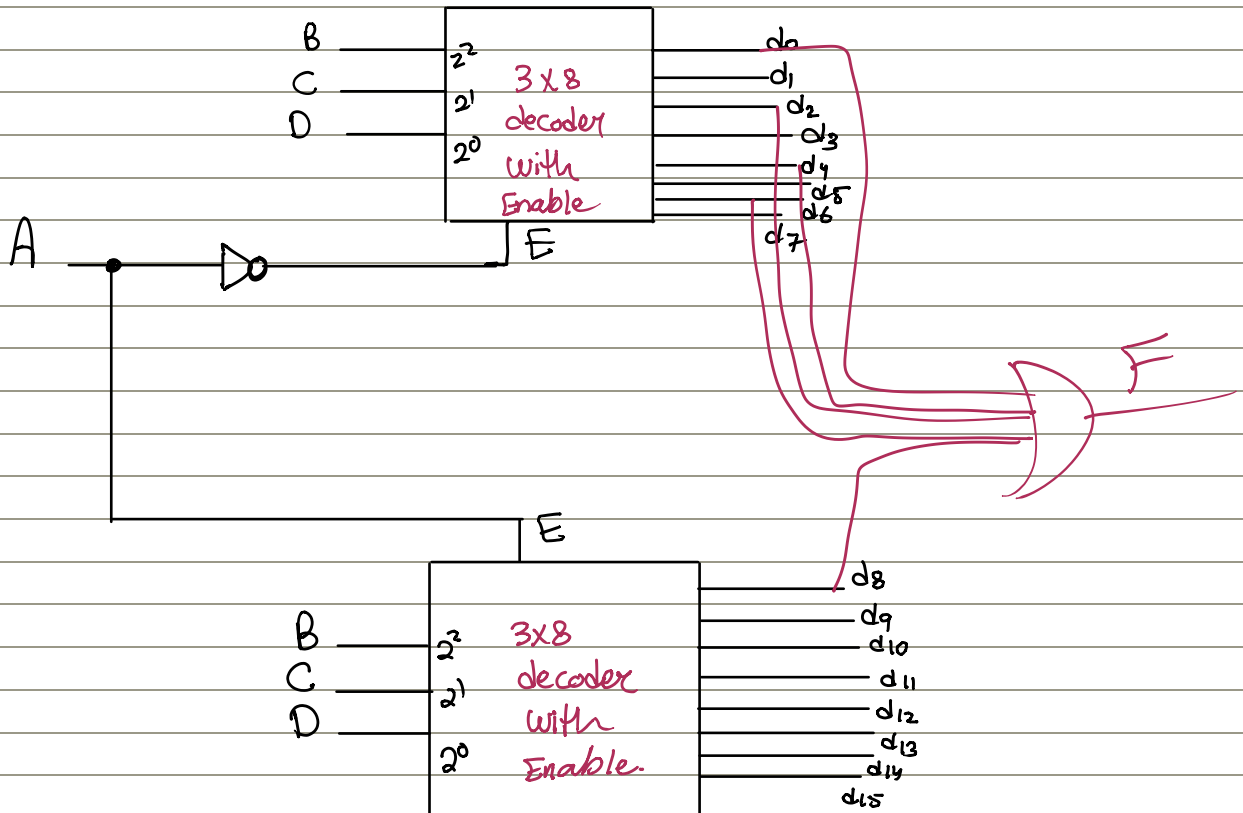 B
C
D
2²
2¹
2⁰
3x8
decoder
with
Enable
d0
d1
d2
d3
d4
d5
d6
d7
A
E
F
E
B
C
D
2²
2¹
2⁰
3x8
decoder
with
Enable.
d8
d9
d10
d11
d12
d13
d14
d15